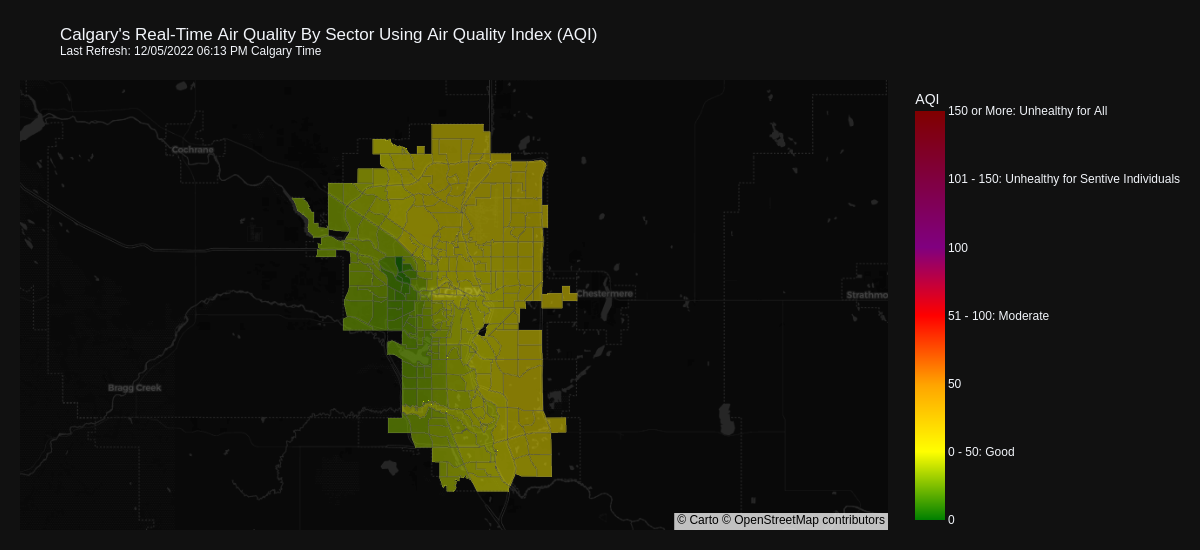 Calgary's Real-Time Air Quality By Sector Using Air Quality Index (AQI)
Last Refresh: 12/05/2022 06:13 PM Calgary Time
AQI
150 or More: Unhealthy for All
Cochrane
101 - 150: Unhealthy for Sentive Individuals
100
Chestermere
Strathmo
51 - 100: Moderate
Bragg Creek
50
0 - 50: Good
© Carto © OpenStreetMap contributors
0